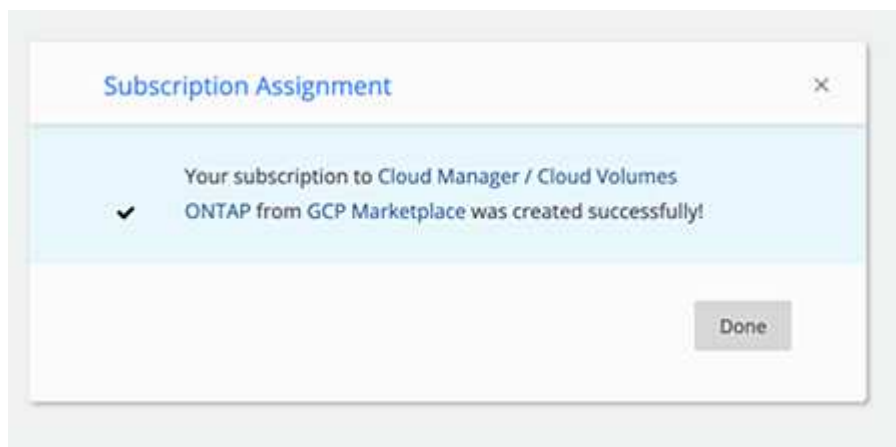 Subscription Assignment
Your subscription to Cloud Manager / Cloud Volumes
ONTAP from GCP Marketplace was created successfully!
Done